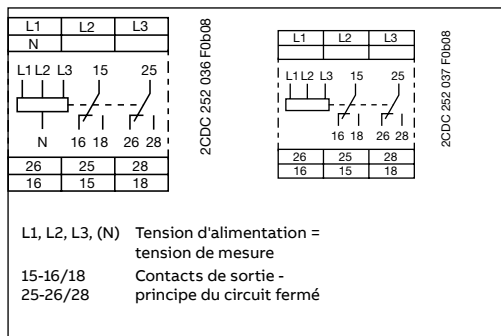 L1 L2 L3
N
L1 L2 L3 15 25
N 16 18 26 28
26 25 28
16 15 18
2CDC 252 036 F0b08
L1 L2 L3
L1 L2 L3 15 25
16 18 26 28
26 25 28
16 15 18
2CDC 252 037 F0b08
L1, L2, L3, (N) Tension d'alimentation =
tension de mesure
15-16/18 Contacts de sortie -
25-26/28 principe du circuit fermé